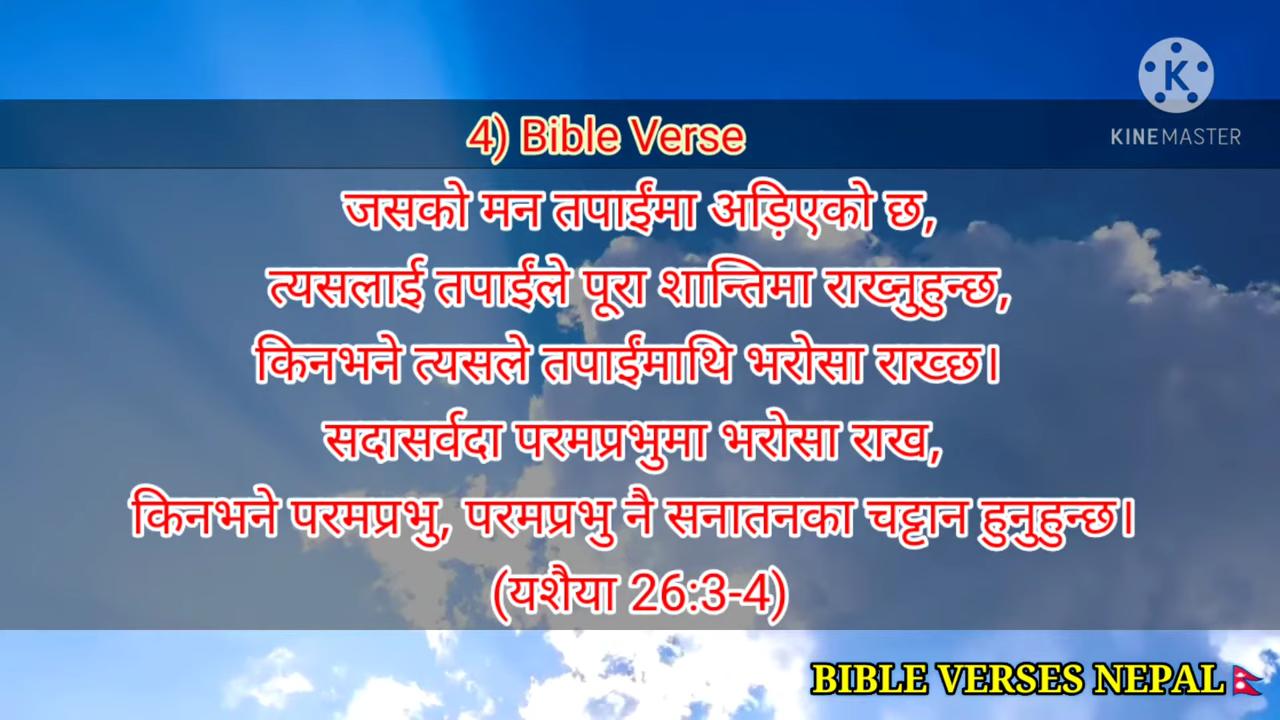 KINEMASTER
4) Bible Verse
जसको मन तपाईंमा अड़िएको छ,
त्यसलाई तपाईंले पूरा शान्तिमा राख्नुहुन्छ,
किनभने त्यसले तपाईंमाथि भरोसा राख्छ।
सदासर्वदा परमप्रभुमा भरोसा राख,
किनभने परमप्रभु, परमप्रभु नै सनातनका चट्टान हुनुहुन्छ।
(यशैया 26:3-4)
BIBLE VERSES NEPAL🇳🇵